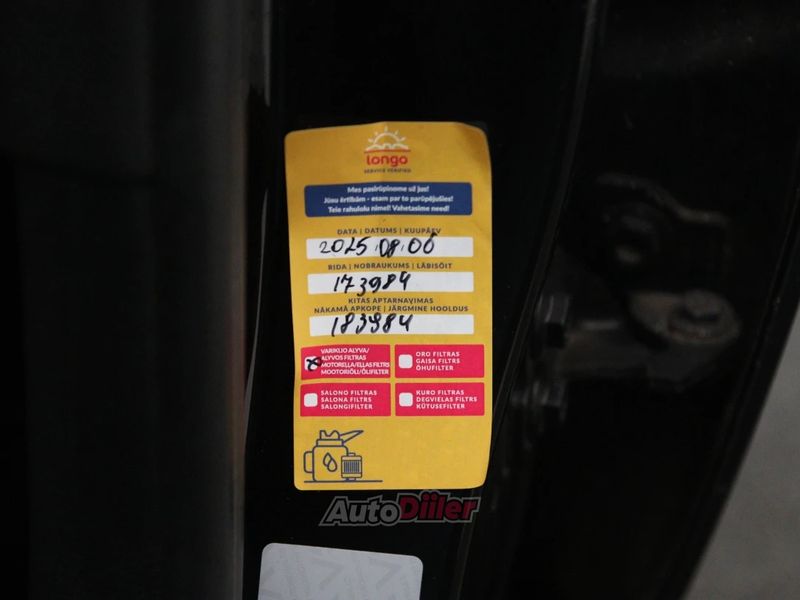 longo
SERVICE VERIFIED
Mes pasirūpinome už jus!
Jūsu ērtībām - esam par to parūpējušies!
Teie rahulolu nimel! Vahetasime need!
DATA | DATUMS | KUUPÄEV
2025.08.06
RIDA | NOBRAUKUMS | LÄBISÕIT
173984
KITAS APTARNAVIMAS
NĀKAMĀ APKOPE | JÄRGMINE HOOLDUS
183984
VARIKLIO ALYVA/
ALYVOS FILTRAS
MOTOREĻĻA/EĻĻAS FILTRS
MOOTORIÕLI/ÕLIFILTER
ORO FILTRAS
GAISA FILTRS
ÕHUFILTER
SALONO FILTRAS
SALONA FILTRS
SALONGIFILTER
KURO FILTRAS
DEGVIELAS FILTRS
KÜTUSEFILTER
AutoDiiler